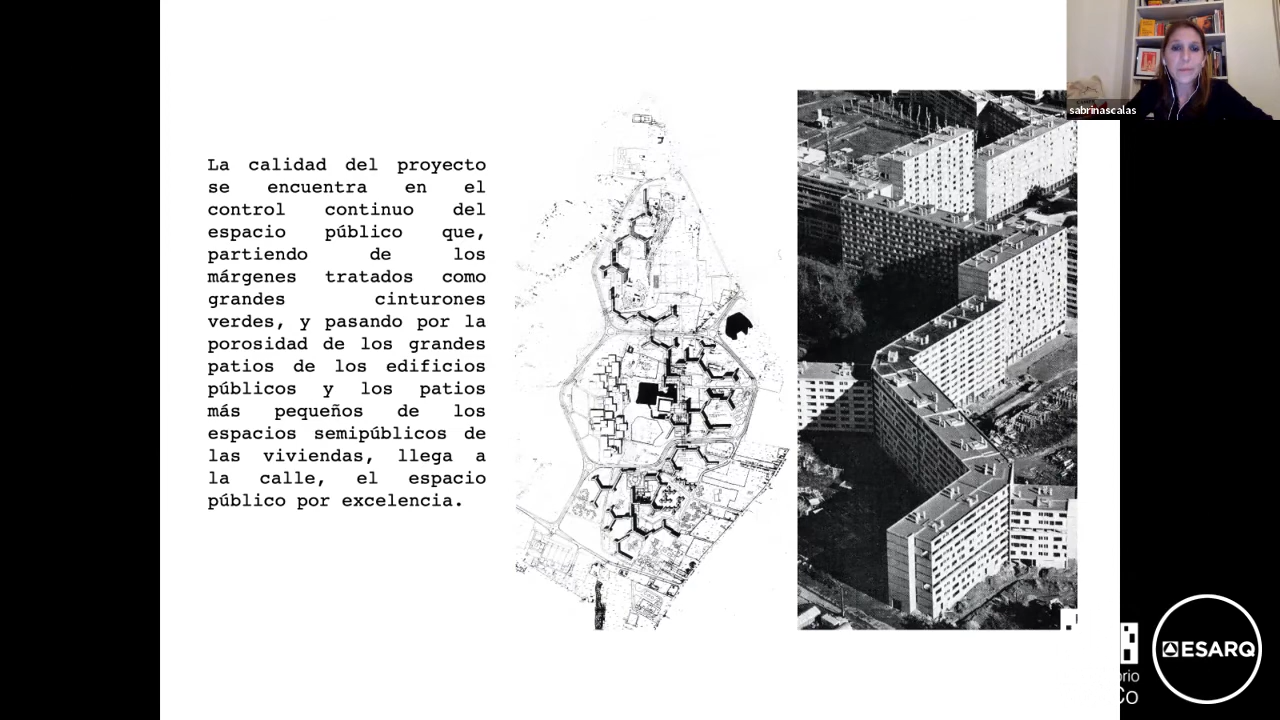 sabrinascalas
La calidad del proyecto
se encuentra en el
control continuo del
espacio público que,
partiendo de los
márgenes tratados como
grandes cinturones
verdes, y pasando por la
porosidad de los grandes
patios de los edificios
públicos y los patios
más pequeños de los
espacios semipúblicos de
las viviendas, llega a
la calle, el espacio
público por excelencia.
ESARQ
orio
Co